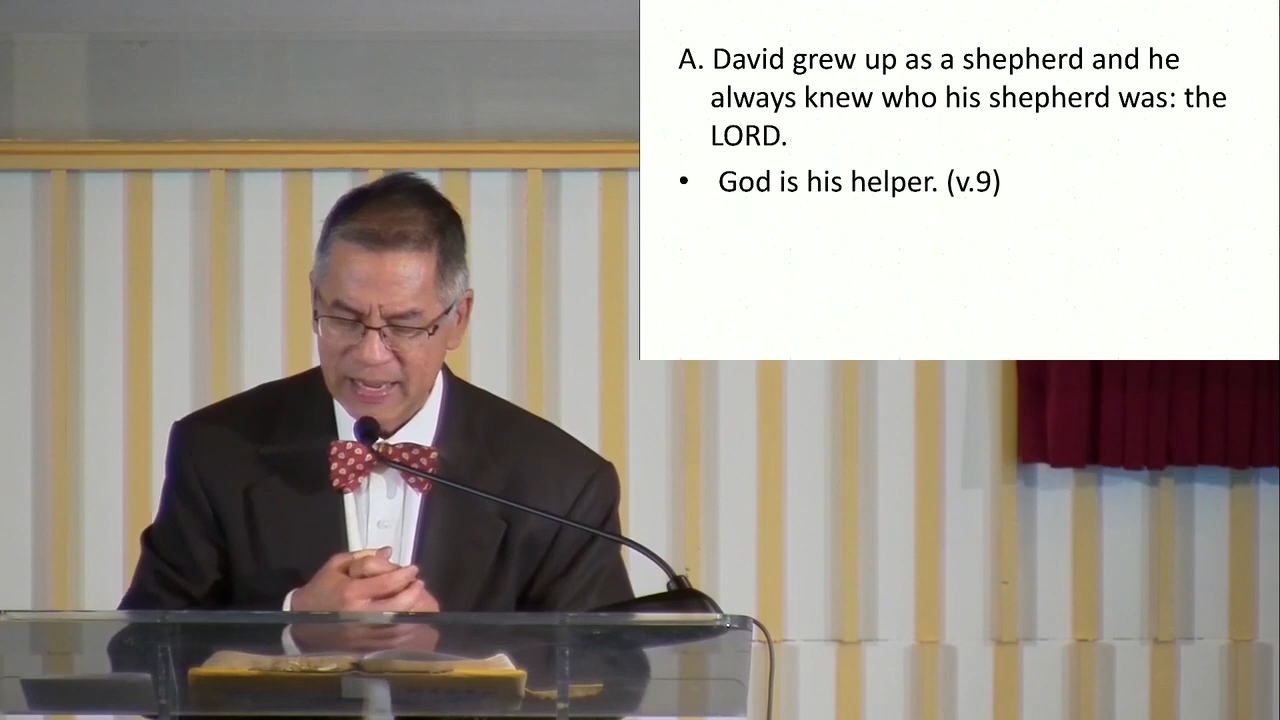 A. David grew up as a shepherd and he
always knew who his shepherd was: the
LORD.
• God is his helper. (v.9)